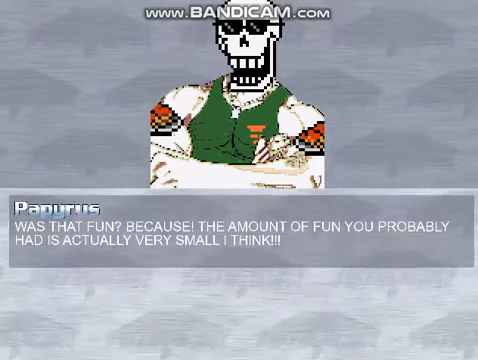 www.BANDICAM.com
Papyrus
WAS THAT FUN? BECAUSE! THE AMOUNT OF FUN YOU PROBABLY
HAD IS ACTUALLY VERY SMALL I THINK!!!